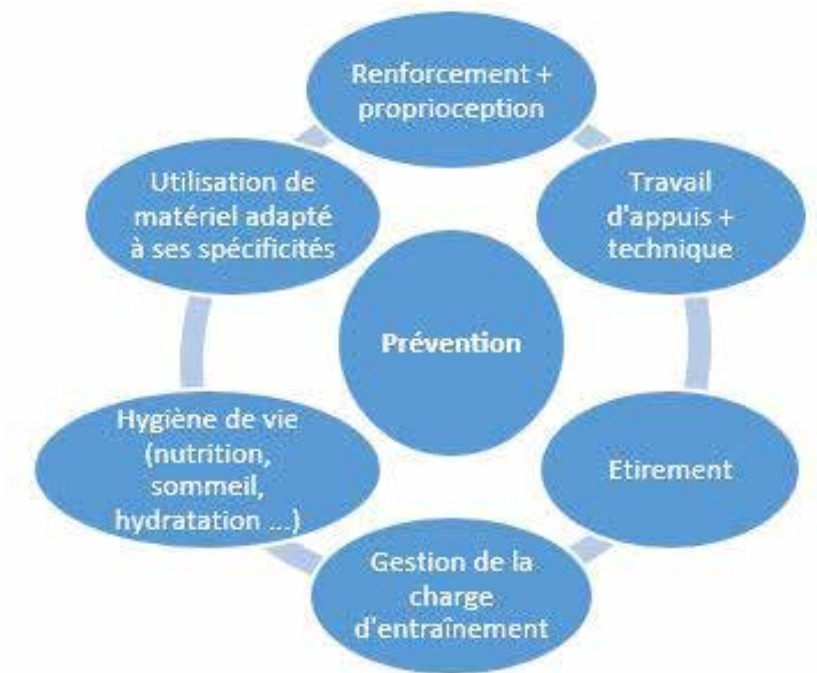 Renforcement +
proprioception
Travail
d'appuis +
technique
Utilisation de
matériel adapté
à ses spécificités
Prévention
Hygiène de vie
(nutrition,
sommeil,
hydratation ...)
Etirement
Gestion de la
charge
d'entraînement